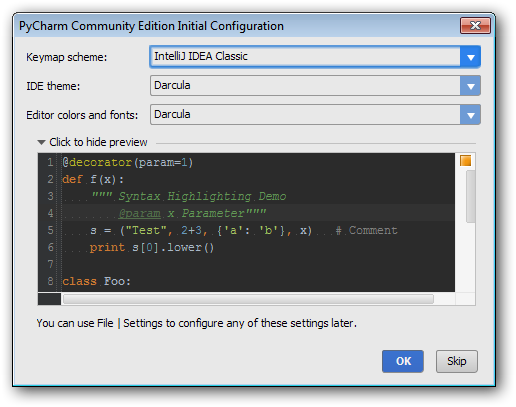 PyCharm Community Edition Initial Configuration
Keymap scheme: IntelliJ IDEA Classic
IDE theme: Darcula
Editor colors and fonts: Darcula
Click to hide preview
1 @decorator(param=1)
2 def f(x):
3     """ Syntax Highlighting Demo
4         @param x Parameter"""
5     s = ("Test", 2+3, {'a': 'b'}, x)   # Comment
6     print s[0].lower()
7
8 class Foo:
You can use File | Settings to configure any of these settings later.
OK Skip